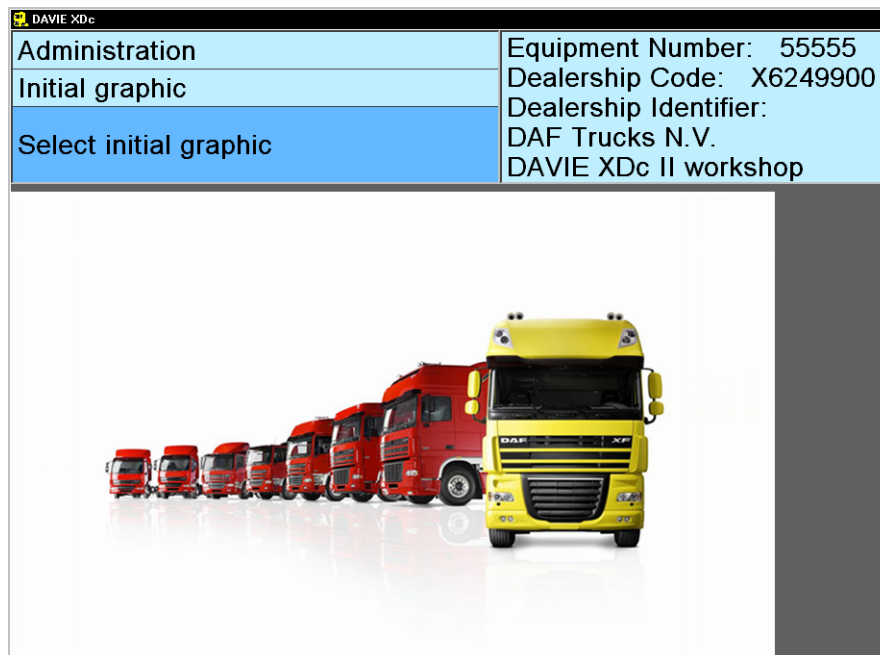 DAVIE XDc
Administration
Initial graphic
Select initial graphic
Equipment Number: 55555
Dealership Code: X6249900
Dealership Identifier:
DAF Trucks N.V.
DAVIE XDc II workshop
DAF XF